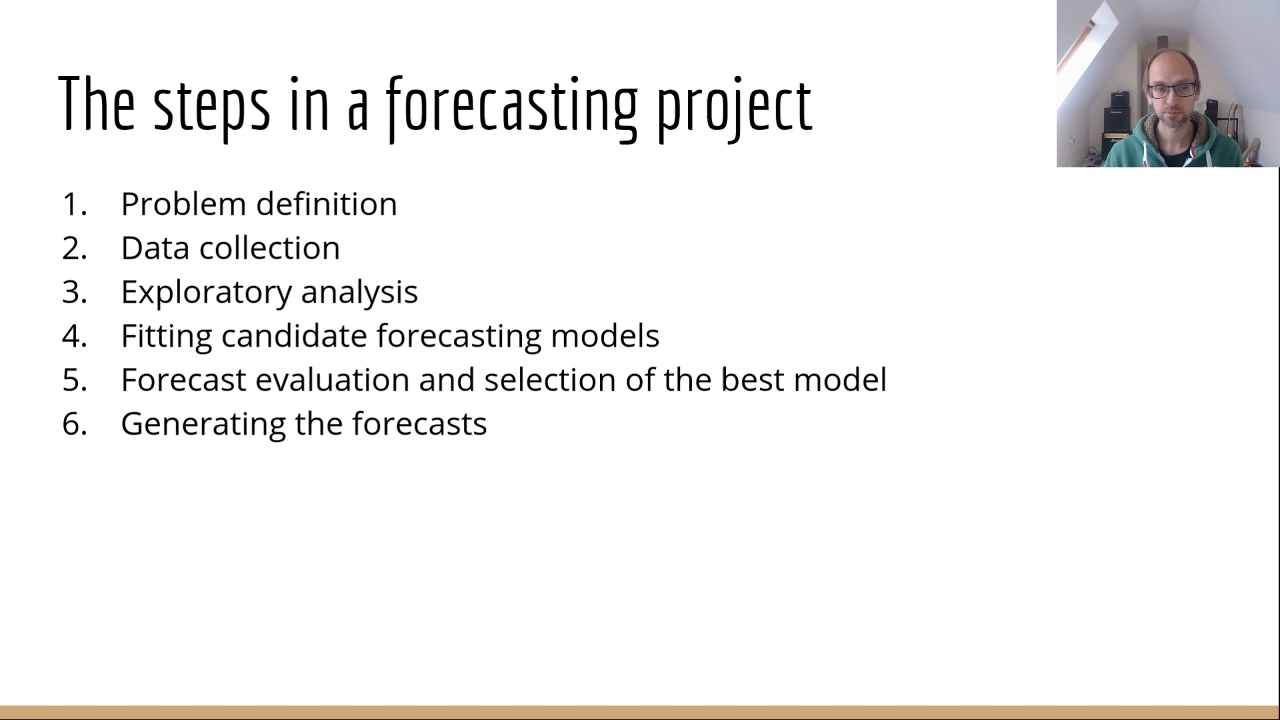 The steps in a forecasting project
1. Problem definition
2. Data collection
3. Exploratory analysis
4. Fitting candidate forecasting models
5. Forecast evaluation and selection of the best model
6. Generating the forecasts